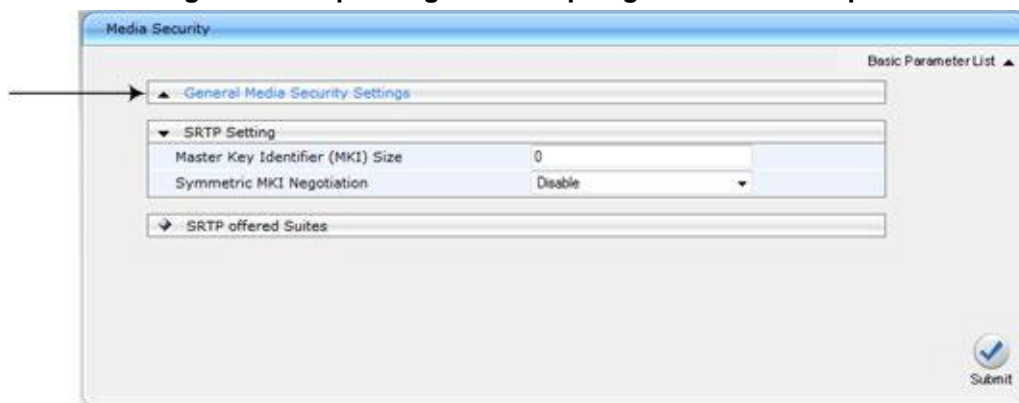 Media Security
Basic Parameter List ▲
▲ General Media Security Settings
▼ SRTP Setting
Master Key Identifier (MKI) Size 0
Symmetric MKI Negotiation Disable
SRTP offered Suites
Submit